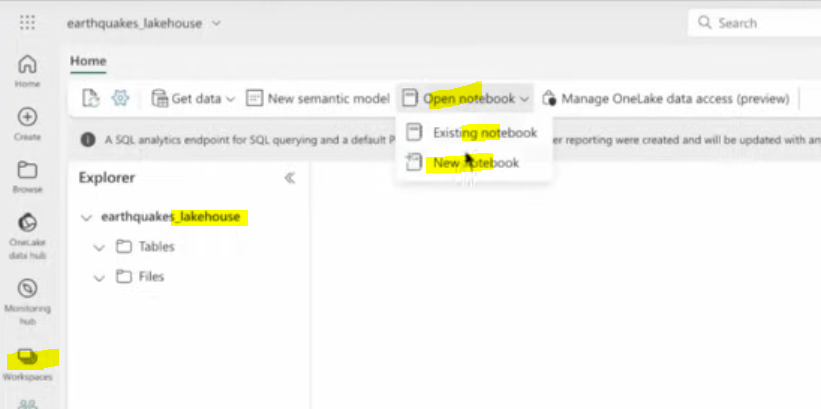 earthquakes_lakehouse
Search
Home
Home
Get data
New semantic model
Open notebook
Manage OneLake data access (preview)
Create
A SQL analytics endpoint for SQL querying and a default P
er reporting were created and will be updated with an
Existing notebook
New notebook
Browse
Explorer
earthquakes_lakehouse
Tables
Files
OneLake
data hub
Monitoring
hub
Workspaces